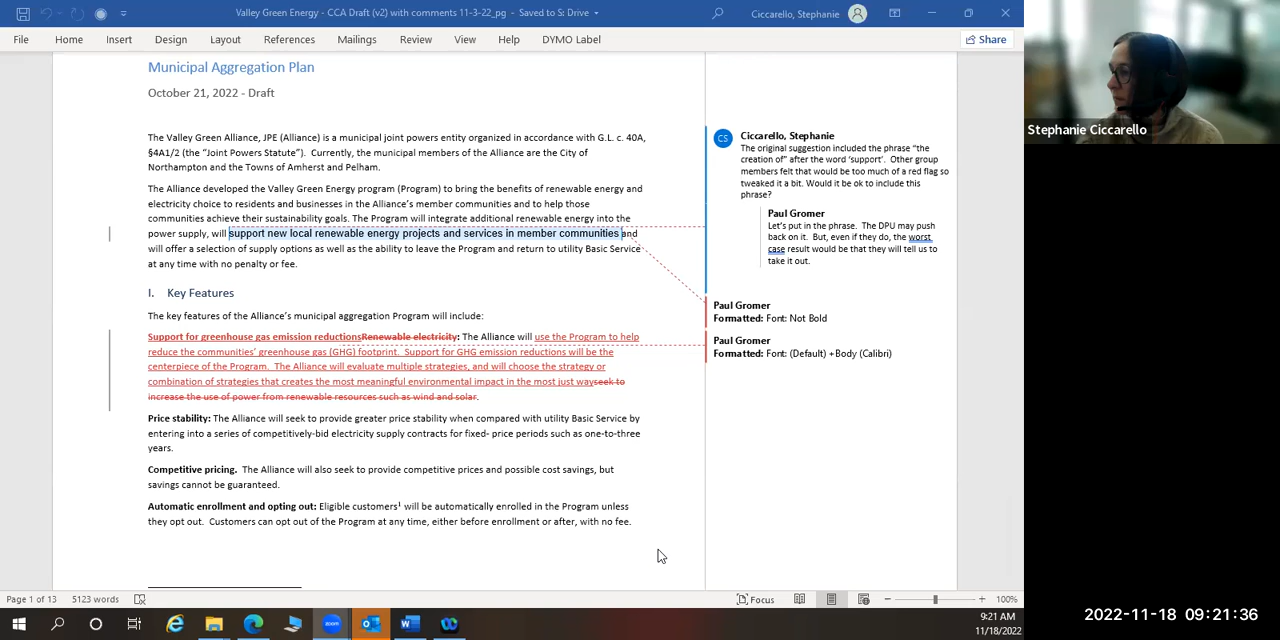 Valley Green Energy - CCA Draft (v2) with comments 11-3-22_pg - Saved to S: Drive
Ciccarello, Stephanie
File Home Insert Design Layout References Mailings Review View Help DYMO Label Share
Municipal Aggregation Plan
October 21, 2022 - Draft
The Valley Green Alliance, JPE (Alliance) is a municipal joint powers entity organized in accordance with G.L. c. 40A,
§4A1/2 (the “Joint Powers Statute”). Currently, the municipal members of the Alliance are the City of
Northampton and the Towns of Amherst and Pelham.
The Alliance developed the Valley Green Energy program (Program) to bring the benefits of renewable energy and
electricity choice to residents and businesses in the Alliance’s member communities and to help those
communities achieve their sustainability goals. The Program will integrate additional renewable energy into the
power supply, will support new local renewable energy projects and services in member communities and
will offer a selection of supply options as well as the ability to leave the Program and return to utility Basic Service
at any time with no penalty or fee.
I. Key Features
The key features of the Alliance’s municipal aggregation Program will include:
Support for greenhouse gas emission reductionsRenewable electricity: The Alliance will use the Program to help
reduce the communities’ greenhouse gas (GHG) footprint. Support for GHG emission reductions will be the
centerpiece of the Program. The Alliance will evaluate multiple strategies, and will choose the strategy or
combination of strategies that creates the most meaningful environmental impact in the most just wayseek to
increase the use of power from renewable resources such as wind and solar.
Price stability: The Alliance will seek to provide greater price stability when compared with utility Basic Service by
entering into a series of competitively-bid electricity supply contracts for fixed- price periods such as one-to-three
years.
Competitive pricing. The Alliance will also seek to provide competitive prices and possible cost savings, but
savings cannot be guaranteed.
Automatic enrollment and opting out: Eligible customers¹ will be automatically enrolled in the Program unless
they opt out. Customers can opt out of the Program at any time, either before enrollment or after, with no fee.
CS
Ciccarello, Stephanie
The original suggestion included the phrase “the
creation of” after the word ‘support’. Other group
members felt that would be too much of a red flag so
tweaked it a bit. Would it be ok to include this
phrase?
Paul Gromer
Let’s put in the phrase. The DPU may push
back on it. But, even if they do, the worst
case result would be that they will tell us to
take it out.
Paul Gromer
Formatted: Font: Not Bold
Paul Gromer
Formatted: Font: (Default) +Body (Calibri)
Stephanie Ciccarello
Page 1 of 13 5123 words Focus 100%
zoom
9:21 AM
11/18/2022
2022-11-18 09:21:36